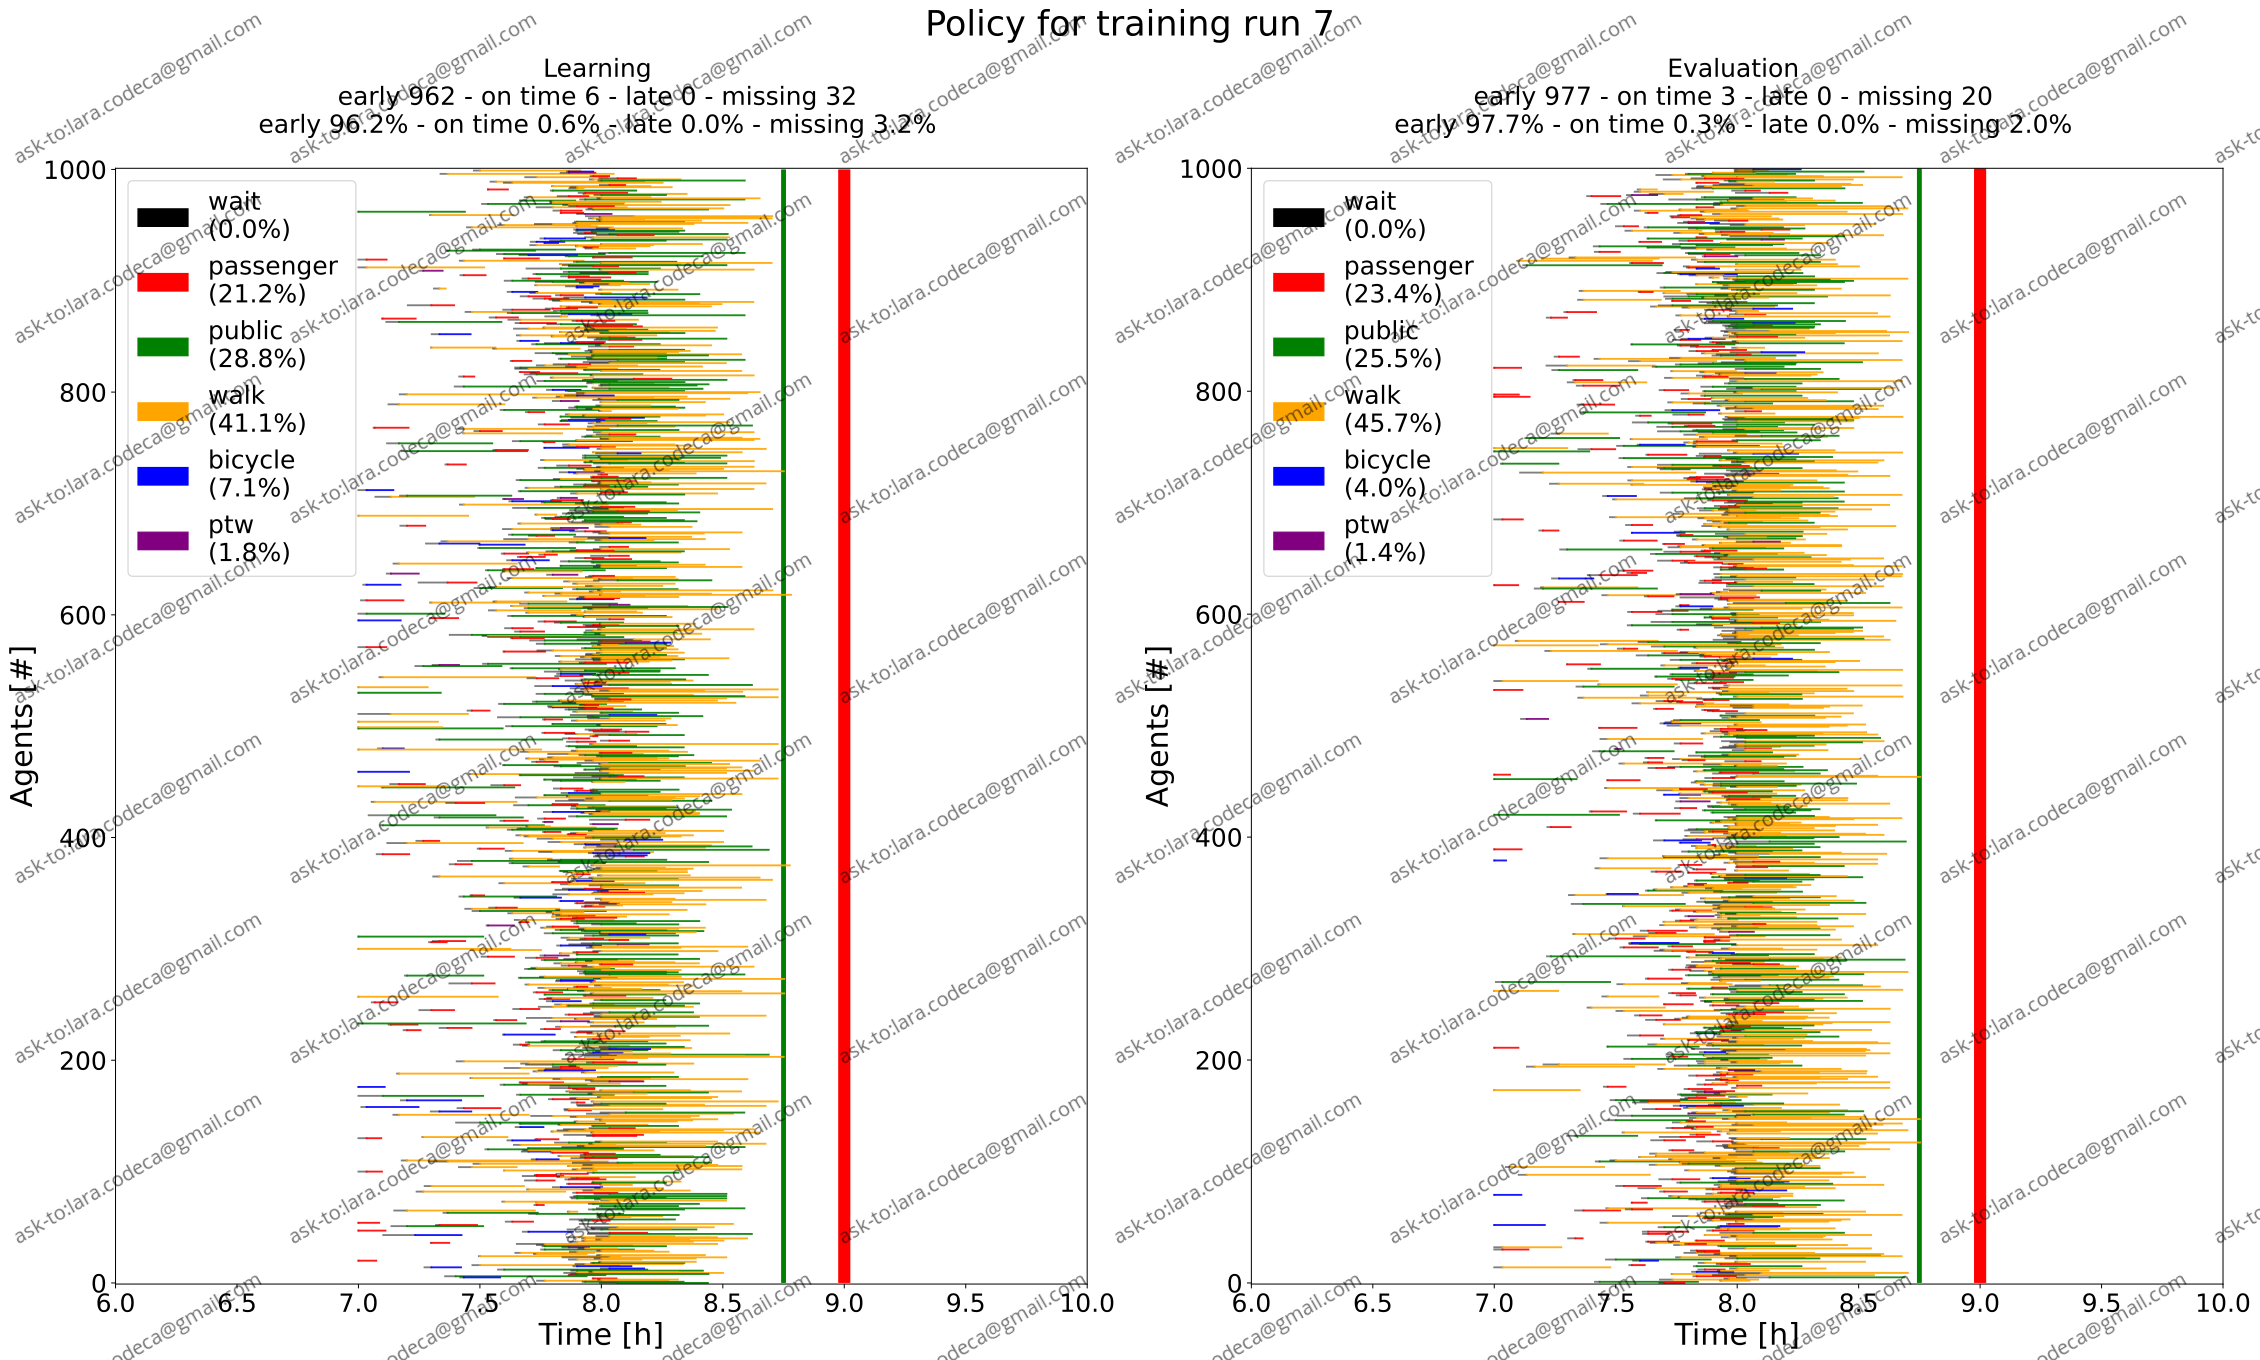 Policy for training run 7
Learning
early 962 - on time 6 - late 0 - missing 32
early 96.2% - on time 0.6% - late 0.0% - missing 3.2%
1000
800
600
400
200
0
Agents [#]
wait
(0.0%)
passenger
(21.2%)
public
(28.8%)
walk
(41.1%)
bicycle
(7.1%)
ptw
(1.8%)
6.0 6.5 7.0 7.5 8.0 8.5 9.0 9.5 10.0
Time [h]
Evaluation
early 977 - on time 3 - late 0 - missing 20
early 97.7% - on time 0.3% - late 0.0% - missing 2.0%
1000
800
600
400
200
0
Agents [#]
wait
(0.0%)
passenger
(23.4%)
public
(25.5%)
walk
(45.7%)
bicycle
(4.0%)
ptw
(1.4%)
6.0 6.5 7.0 7.5 8.0 8.5 9.0 9.5 10.0
Time [h]
ask-to:lara.codeca@gmail.com